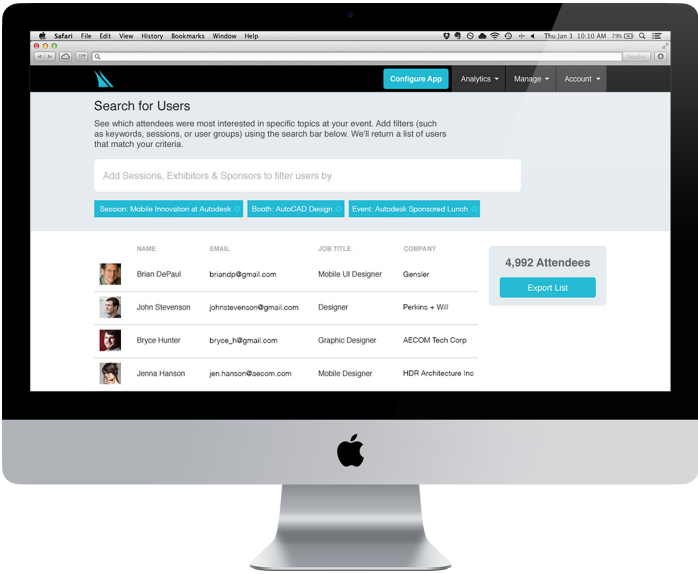 Safari File Edit View History Bookmarks Window Help Thu Jan 3 10:10 AM 79%
Reader
Configure App Analytics Manage Account
Search for Users
See which attendees were most interested in specific topics at your event. Add filters (such
as keywords, sessions, or user groups) using the search bar below. We'll return a list of users
that match your criteria.
Add Sessions, Exhibitors & Sponsors to filter users by
Session: Mobile Innovation at Autodesk Booth: AutoCAD Design Event: Autodesk Sponsored Lunch
NAME EMAIL JOB TITLE COMPANY
4,992 Attendees
Export List
Brian DePaul briandp@gmail.com Mobile UI Designer Gensler
John Stevenson johnstevenson@gmail.com Designer Perkins + Will
Bryce Hunter bryce_h@gmail.com Graphic Designer AECOM Tech Corp
Jenna Hanson jen.hanson@aecom.com Mobile Designer HDR Architecture Inc